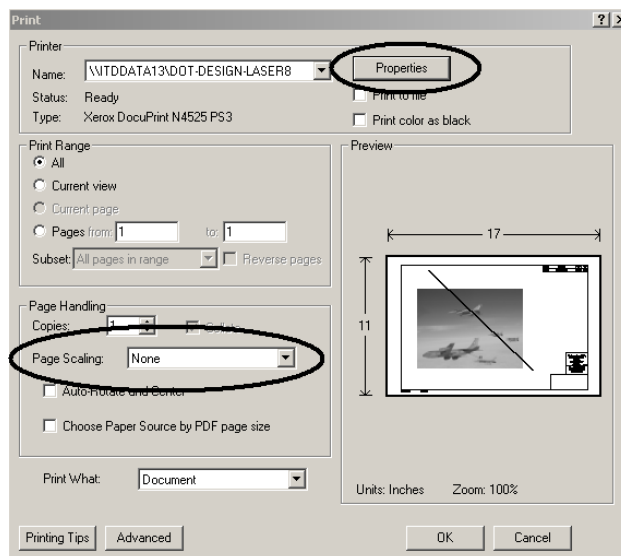 Print
Printer
Name: \\ITDDATA13\DOT-DESIGN-LASER8 Properties
Status: Ready Print to file
Type: Xerox DocuPrint N4525 PS3 Print color as black
Print Range Preview
All
Current view
Current page
Pages from: 1 to: 1
Subset: All pages in range Reverse pages
17
11
Page Handling
Copies: 1 Collate
Page Scaling: None
Auto-Rotate and Center
Choose Paper Source by PDF page size
Print What: Document
Units: Inches Zoom: 100%
Printing Tips Advanced OK Cancel